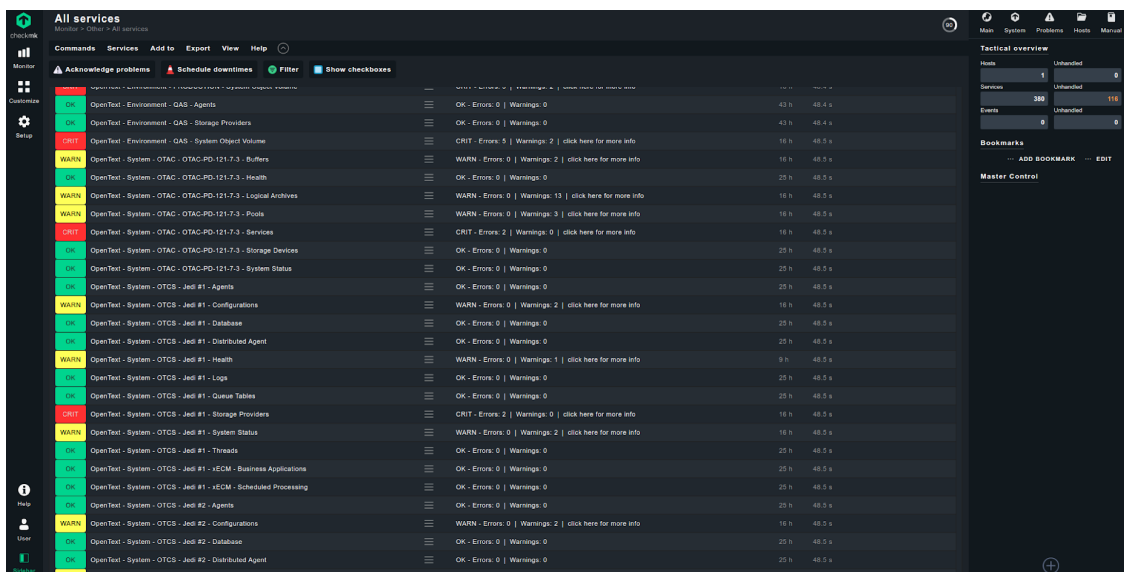 checkmk
Monitor
Customize
Setup
Help
User
Sidebar
All services
Monitor > Other > All services
90
Commands Services Add to Export View Help
Acknowledge problems Schedule downtimes Filter Show checkboxes
CRIT OpenText - Environment - PRODUCTION - System Object Volume
OK OpenText - Environment - QAS - Agents OK - Errors: 0 | Warnings: 0 43 h 48.4 s
OK OpenText - Environment - QAS - Storage Providers OK - Errors: 0 | Warnings: 0 43 h 48.4 s
CRIT OpenText - Environment - QAS - System Object Volume CRIT - Errors: 5 | Warnings: 2 | click here for more info 16 h 48.5 s
WARN OpenText - System - OTAC - OTAC-PD-121-7-3 - Buffers WARN - Errors: 0 | Warnings: 2 | click here for more info 16 h 48.5 s
OK OpenText - System - OTAC - OTAC-PD-121-7-3 - Health OK - Errors: 0 | Warnings: 0 25 h 48.5 s
WARN OpenText - System - OTAC - OTAC-PD-121-7-3 - Logical Archives WARN - Errors: 0 | Warnings: 13 | click here for more info 16 h 48.5 s
WARN OpenText - System - OTAC - OTAC-PD-121-7-3 - Pools WARN - Errors: 0 | Warnings: 3 | click here for more info 16 h 48.5 s
CRIT OpenText - System - OTAC - OTAC-PD-121-7-3 - Services CRIT - Errors: 2 | Warnings: 0 | click here for more info 16 h 48.5 s
OK OpenText - System - OTAC - OTAC-PD-121-7-3 - Storage Devices OK - Errors: 0 | Warnings: 0 25 h 48.5 s
OK OpenText - System - OTAC - OTAC-PD-121-7-3 - System Status OK - Errors: 0 | Warnings: 0 25 h 48.5 s
OK OpenText - System - OTCS - Jedi #1 - Agents OK - Errors: 0 | Warnings: 0 25 h 48.5 s
WARN OpenText - System - OTCS - Jedi #1 - Configurations WARN - Errors: 0 | Warnings: 2 | click here for more info 16 h 48.5 s
OK OpenText - System - OTCS - Jedi #1 - Database OK - Errors: 0 | Warnings: 0 25 h 48.5 s
OK OpenText - System - OTCS - Jedi #1 - Distributed Agent OK - Errors: 0 | Warnings: 0 25 h 48.5 s
WARN OpenText - System - OTCS - Jedi #1 - Health WARN - Errors: 0 | Warnings: 1 | click here for more info 9 h 48.5 s
OK OpenText - System - OTCS - Jedi #1 - Logs OK - Errors: 0 | Warnings: 0 25 h 48.5 s
OK OpenText - System - OTCS - Jedi #1 - Queue Tables OK - Errors: 0 | Warnings: 0 25 h 48.5 s
CRIT OpenText - System - OTCS - Jedi #1 - Storage Providers CRIT - Errors: 2 | Warnings: 0 | click here for more info 16 h 48.5 s
WARN OpenText - System - OTCS - Jedi #1 - System Status WARN - Errors: 0 | Warnings: 2 | click here for more info 16 h 48.5 s
OK OpenText - System - OTCS - Jedi #1 - Threads OK - Errors: 0 | Warnings: 0 25 h 48.5 s
OK OpenText - System - OTCS - Jedi #1 - xECM - Business Applications OK - Errors: 0 | Warnings: 0 25 h 48.5 s
OK OpenText - System - OTCS - Jedi #1 - xECM - Scheduled Processing OK - Errors: 0 | Warnings: 0 25 h 48.5 s
OK OpenText - System - OTCS - Jedi #2 - Agents OK - Errors: 0 | Warnings: 0 25 h 48.5 s
WARN OpenText - System - OTCS - Jedi #2 - Configurations WARN - Errors: 0 | Warnings: 2 | click here for more info 16 h 48.5 s
OK OpenText - System - OTCS - Jedi #2 - Database OK - Errors: 0 | Warnings: 0 25 h 48.5 s
OK OpenText - System - OTCS - Jedi #2 - Distributed Agent OK - Errors: 0 | Warnings: 0 25 h 48.5 s
Main System Problems Hosts Manual
Tactical overview
Hosts Unhandled
1 0
Services Unhandled
380 116
Events Unhandled
0 0
Bookmarks
ADD BOOKMARK EDIT
Master Control